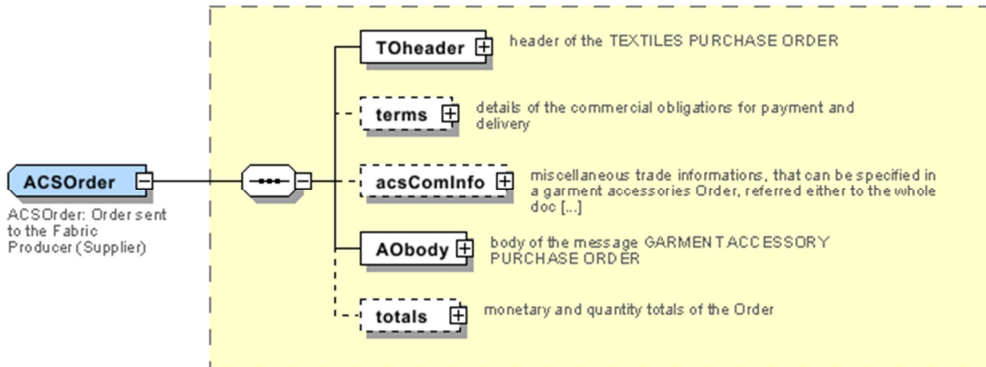 TOheader
header of the TEXTILES PURCHASE ORDER
terms
details of the commercial obligations for payment and
delivery
ACSOrder
ACSOrder: Order sent
to the Fabric
Producer (Supplier)
acsComInfo
miscellaneous trade informations, that can be specified in
a garment accessories Order, referred either to the whole
doc [...]
AObody
body of the message GARMENT ACCESSORY
PURCHASE ORDER
totals
monetary and quantity totals of the Order